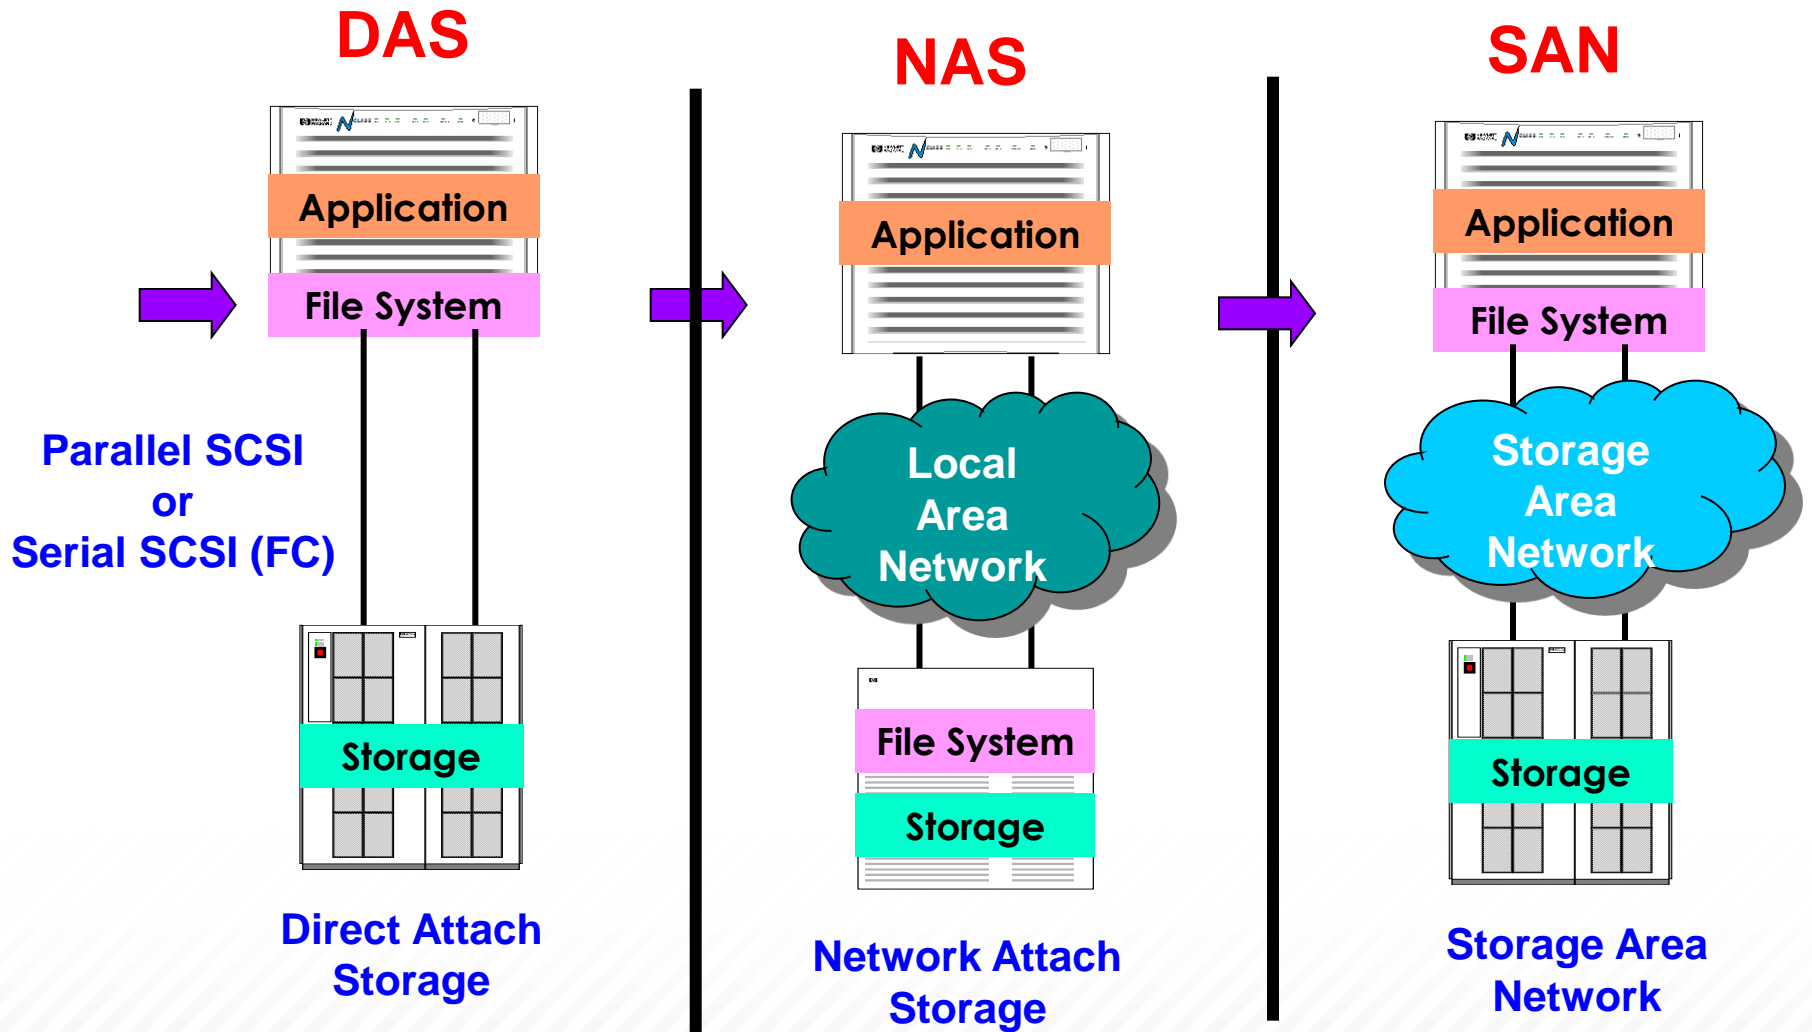 DAS
Application
File System
Parallel SCSI
or
Serial SCSI (FC)
Storage
Direct Attach
Storage
NAS
Application
Local
Area
Network
File System
Storage
Network Attach
Storage
SAN
Application
File System
Storage
Area
Network
Storage
Storage Area
Network